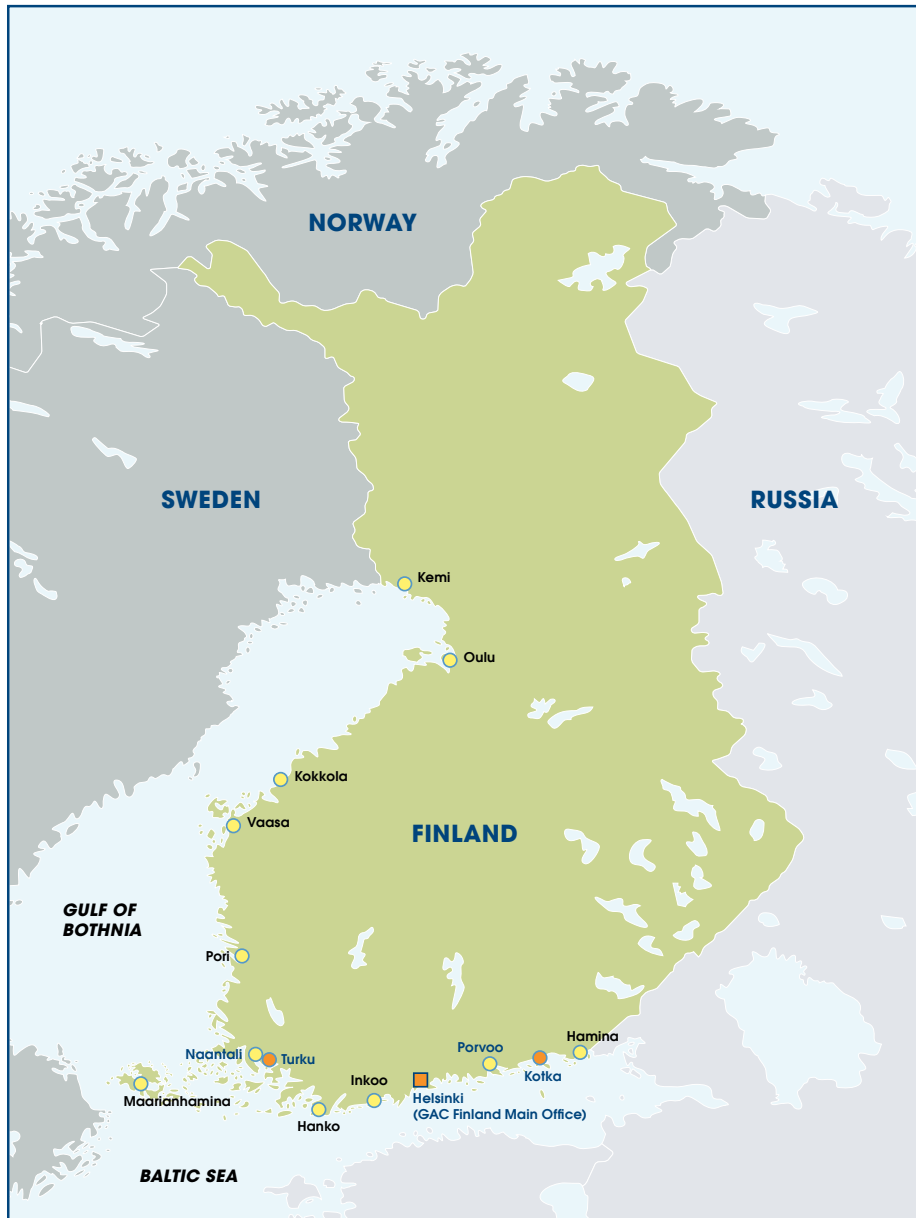 NORWAY
SWEDEN
RUSSIA
Kemi
Oulu
Kokkola
Vaasa
FINLAND
GULF OF
BOTHNIA
Pori
Hamina
Naantali
Turku
Porvoo
Kotka
Inkoo
Maarianhamina
Helsinki
(GAC Finland Main Office)
Hanko
BALTIC SEA